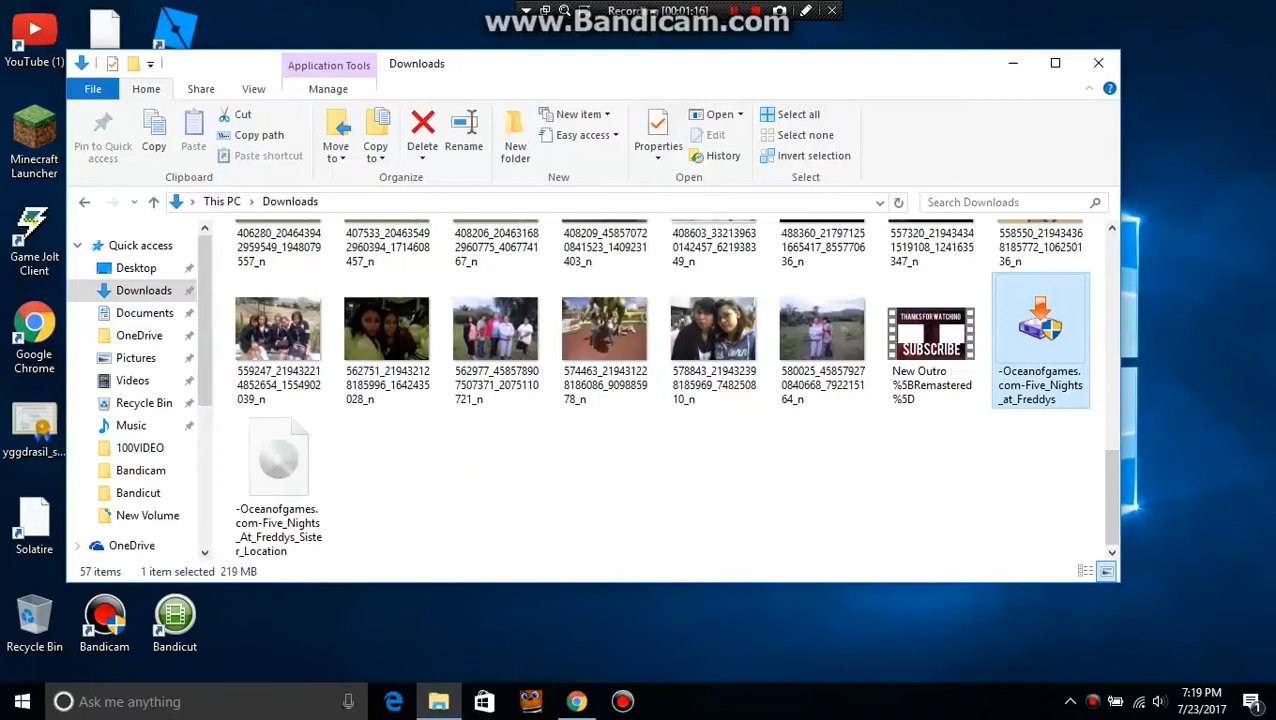 Recording [00:01:16]
www.Bandicam.com
YouTube (1)
Application Tools
Downloads
File
Home
Share
View
Manage
Pin to Quick
access
Copy
Paste
Cut
Copy path
Paste shortcut
Clipboard
Move
to
Copy
to
Delete
Rename
Organize
New
folder
New item
Easy access
New
Properties
Open
Edit
History
Open
Select all
Select none
Invert selection
Select
This PC
Downloads
Search Downloads
Minecraft
Launcher
Game Jolt
Client
Google
Chrome
yggdrasil_s...
Solatire
Recycle Bin
Bandicam
Bandicut
Quick access
Desktop
Downloads
Documents
OneDrive
Pictures
Videos
Recycle Bin
Music
100VIDEO
Bandicam
Bandicut
New Volume
OneDrive
406280_20464394
2959549_1948079
557_n
407533_20463549
2960394_1714608
457_n
408206_20463168
2960775_4067741
67_n
408209_45857072
0841523_1409231
403_n
408603_33213963
0142457_6219383
49_n
488360_21797125
1665417_8557706
36_n
557320_21943434
1519108_1241635
347_n
558550_21943436
8185772_1062501
36_n
559247_21943221
4852654_1554902
039_n
562751_21943212
8185996_1642435
028_n
562977_45857890
7507371_2075110
721_n
574463_21943122
8186086_9098859
78_n
578843_21943239
8185969_7482508
10_n
580025_45857927
0840668_7922151
64_n
THANKS FOR WATCHING
SUBSCRIBE
New Outro
%5BRemastered
%5D
-Oceanofgames.
com-Five_Nights
_at_Freddys
-Oceanofgames.
com-Five_Nights
_At_Freddys_Siste
r_Location
57 items
1 item selected 219 MB
Ask me anything
7:19 PM
7/23/2017
1